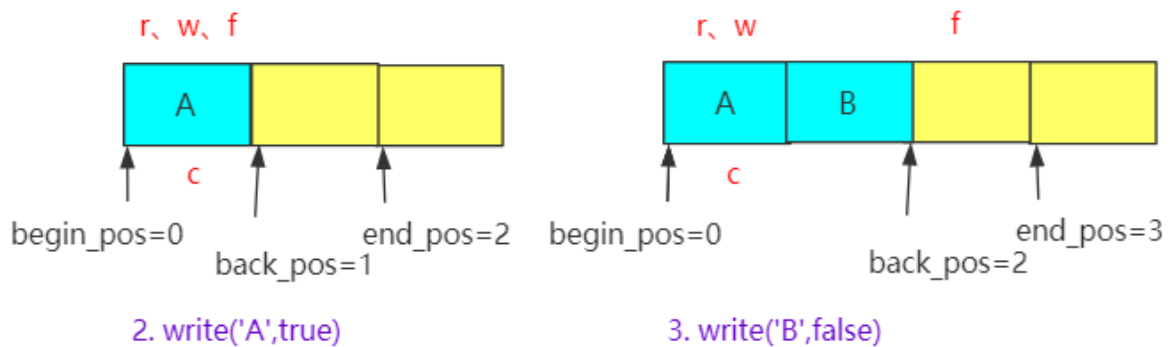 r、w、f
A
c
begin_pos=0
back_pos=1
end_pos=2
2. write('A',true)
r、w
f
A
B
c
begin_pos=0
back_pos=2
end_pos=3
3. write('B',false)